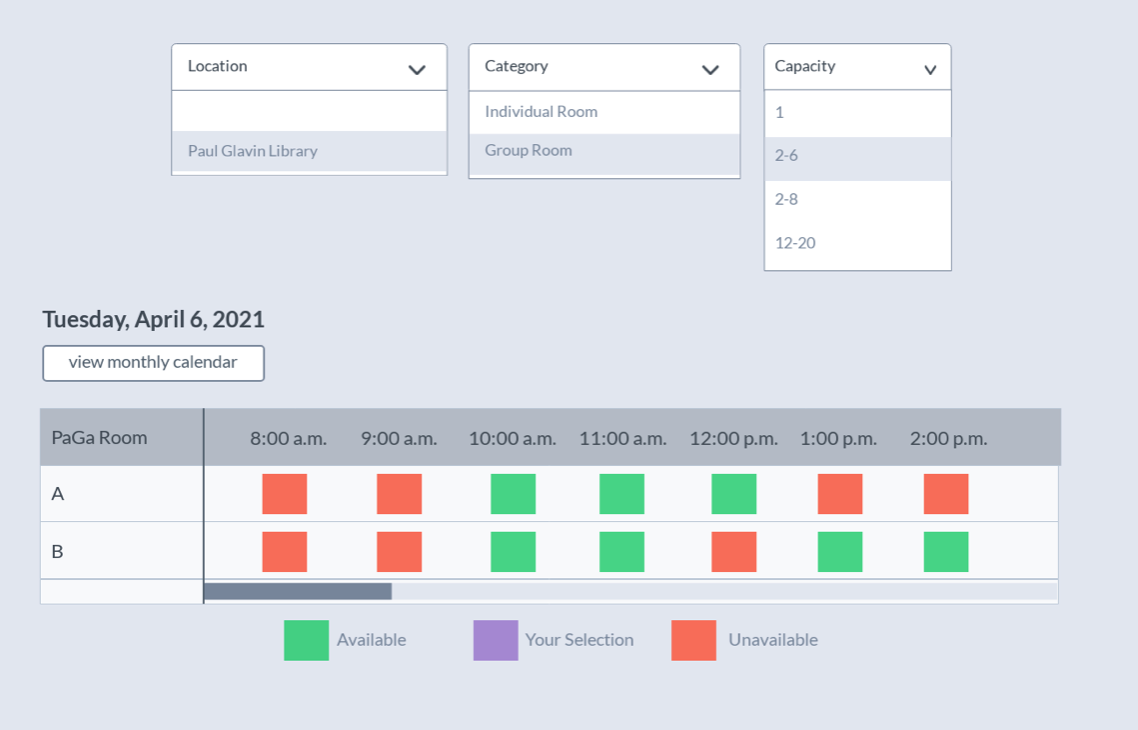 Location
Category
Capacity
Individual Room
1
Paul Glavin Library
Group Room
2-6
2-8
12-20
Tuesday, April 6, 2021
view monthly calendar
PaGa Room 8:00 a.m. 9:00 a.m. 10:00 a.m. 11:00 a.m. 12:00 p.m. 1:00 p.m. 2:00 p.m.
A
B
Available Your Selection Unavailable